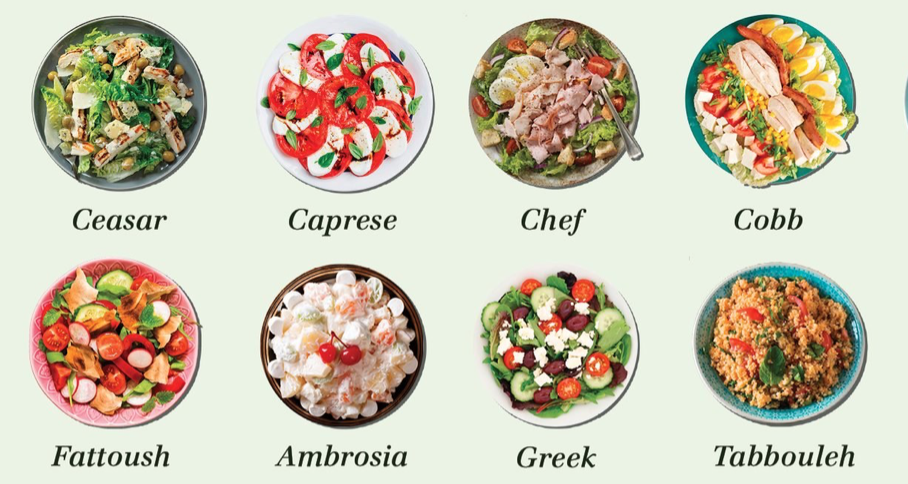 Ceasar
Caprese
Chef
Cobb
Fattoush
Ambrosia
Greek
Tabbouleh